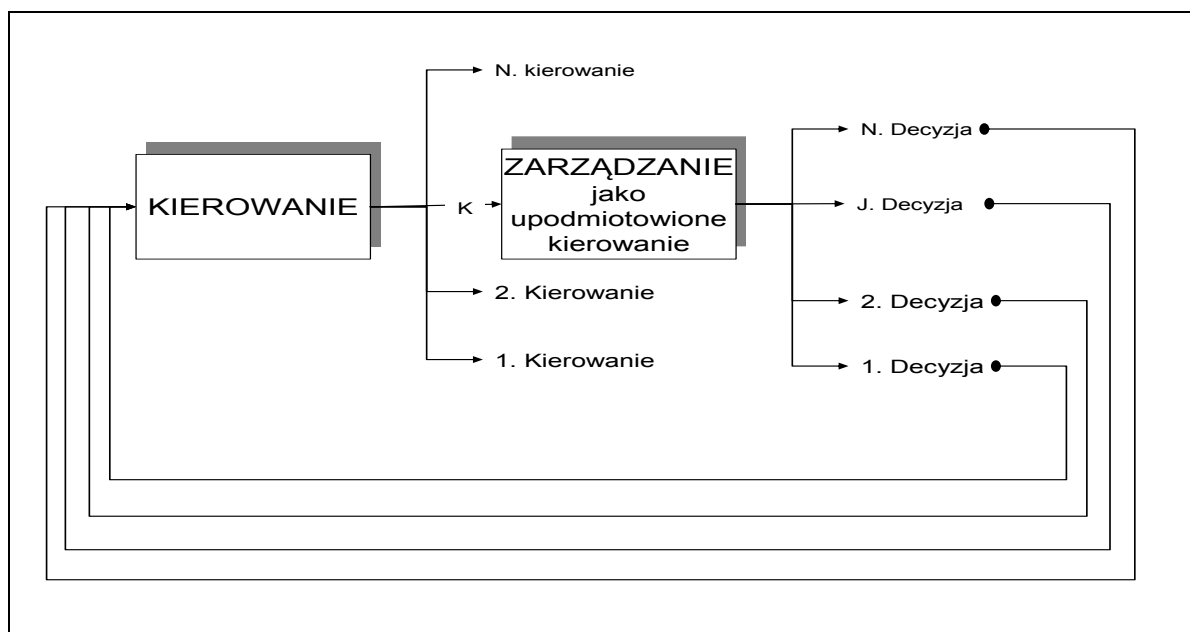 N. kierowanie
KIEROWANIE
K
ZARZĄDZANIE
jako
upodmiotowione
kierowanie
2. Kierowanie
1. Kierowanie
N. Decyzja
J. Decyzja
2. Decyzja
1. Decyzja